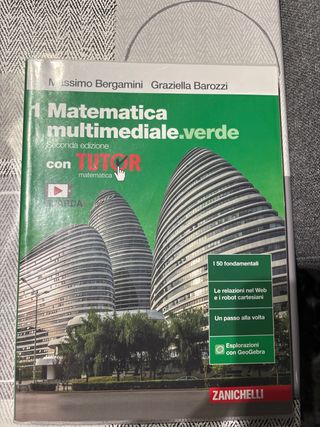 Massimo Bergamini Graziella Barozzi
1 Matematica
multimediale.verde
Seconda edizione
con TUTOR
matematica
I 50 fondamentali
Le relazioni nel Web
e i robot cartesiani
Un passo alla volta
Esplorazioni
con GeoGebra
ZANICHELLI